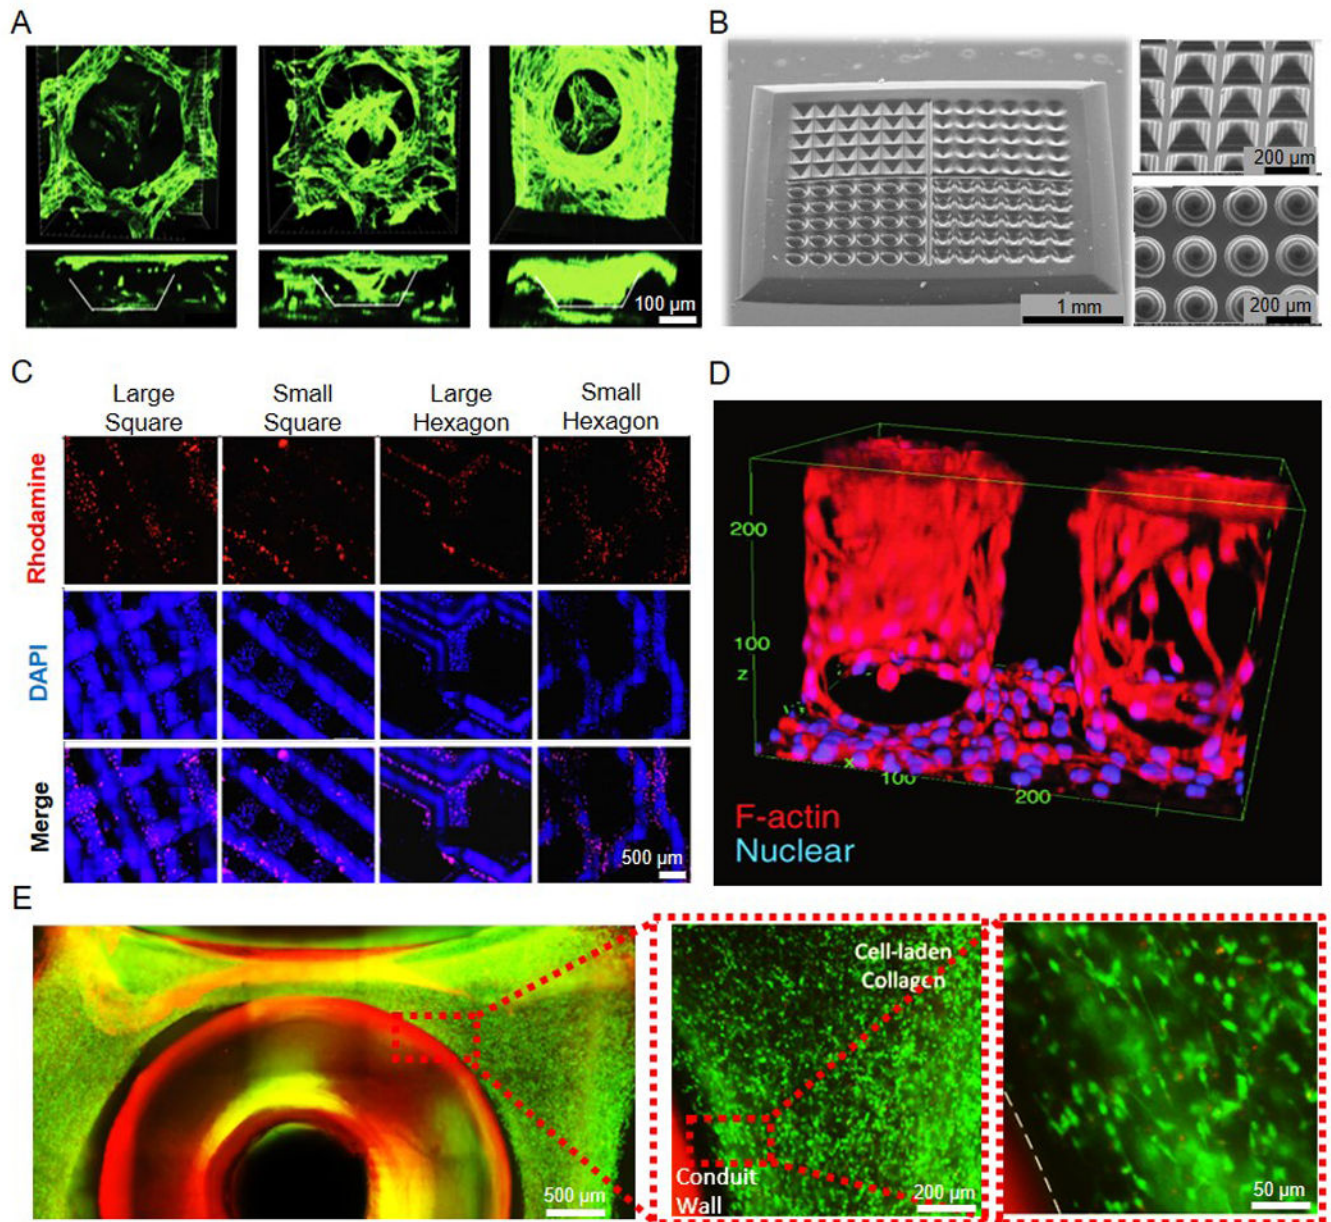 A
B
100 µm
1 mm
200 µm
200 µm
C
Large
Square
Small
Square
Large
Hexagon
Small
Hexagon
Rhodamine
DAPI
Merge
500 µm
D
200
100
z
x
100
200
F-actin
Nuclear
E
500 µm
Cell-laden
Collagen
Conduit
Wall
200 µm
50 µm